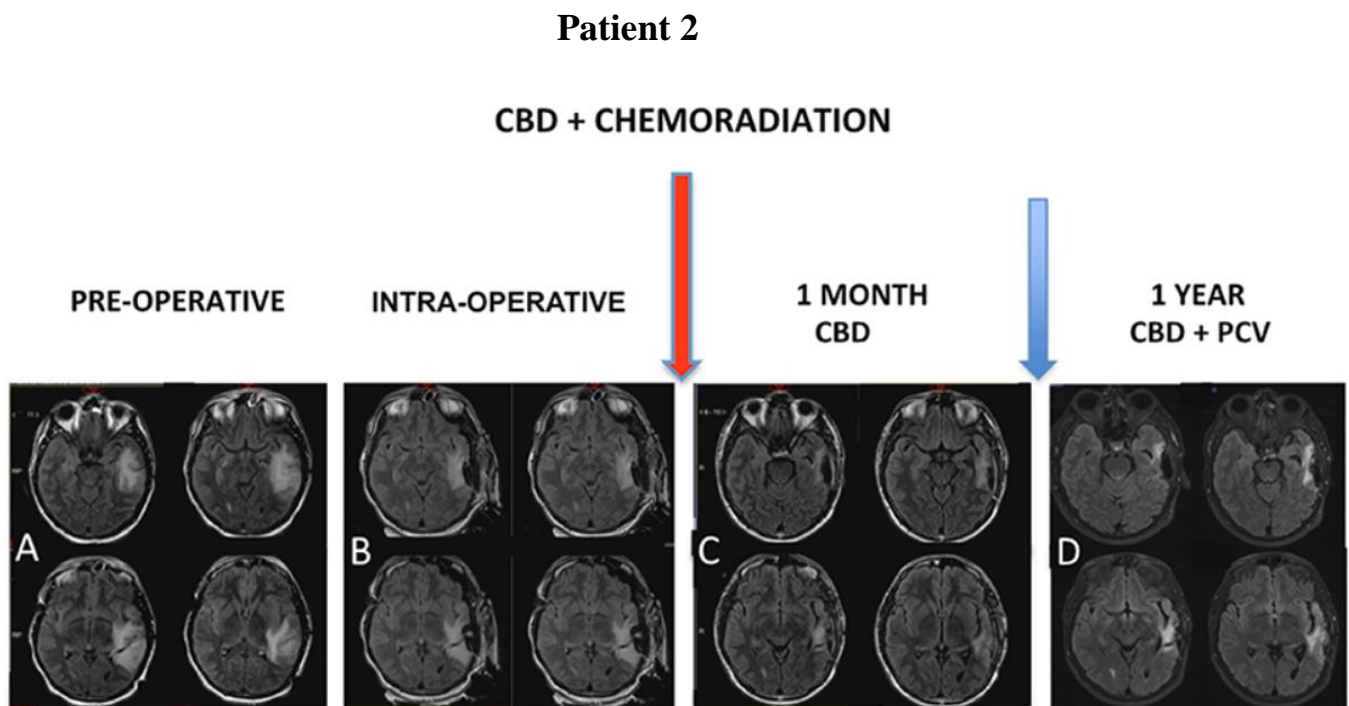 Patient 2
CBD + CHEMORADIATION
PRE-OPERATIVE
INTRA-OPERATIVE
1 MONTH
CBD
1 YEAR
CBD + PCV
A
B
C
D